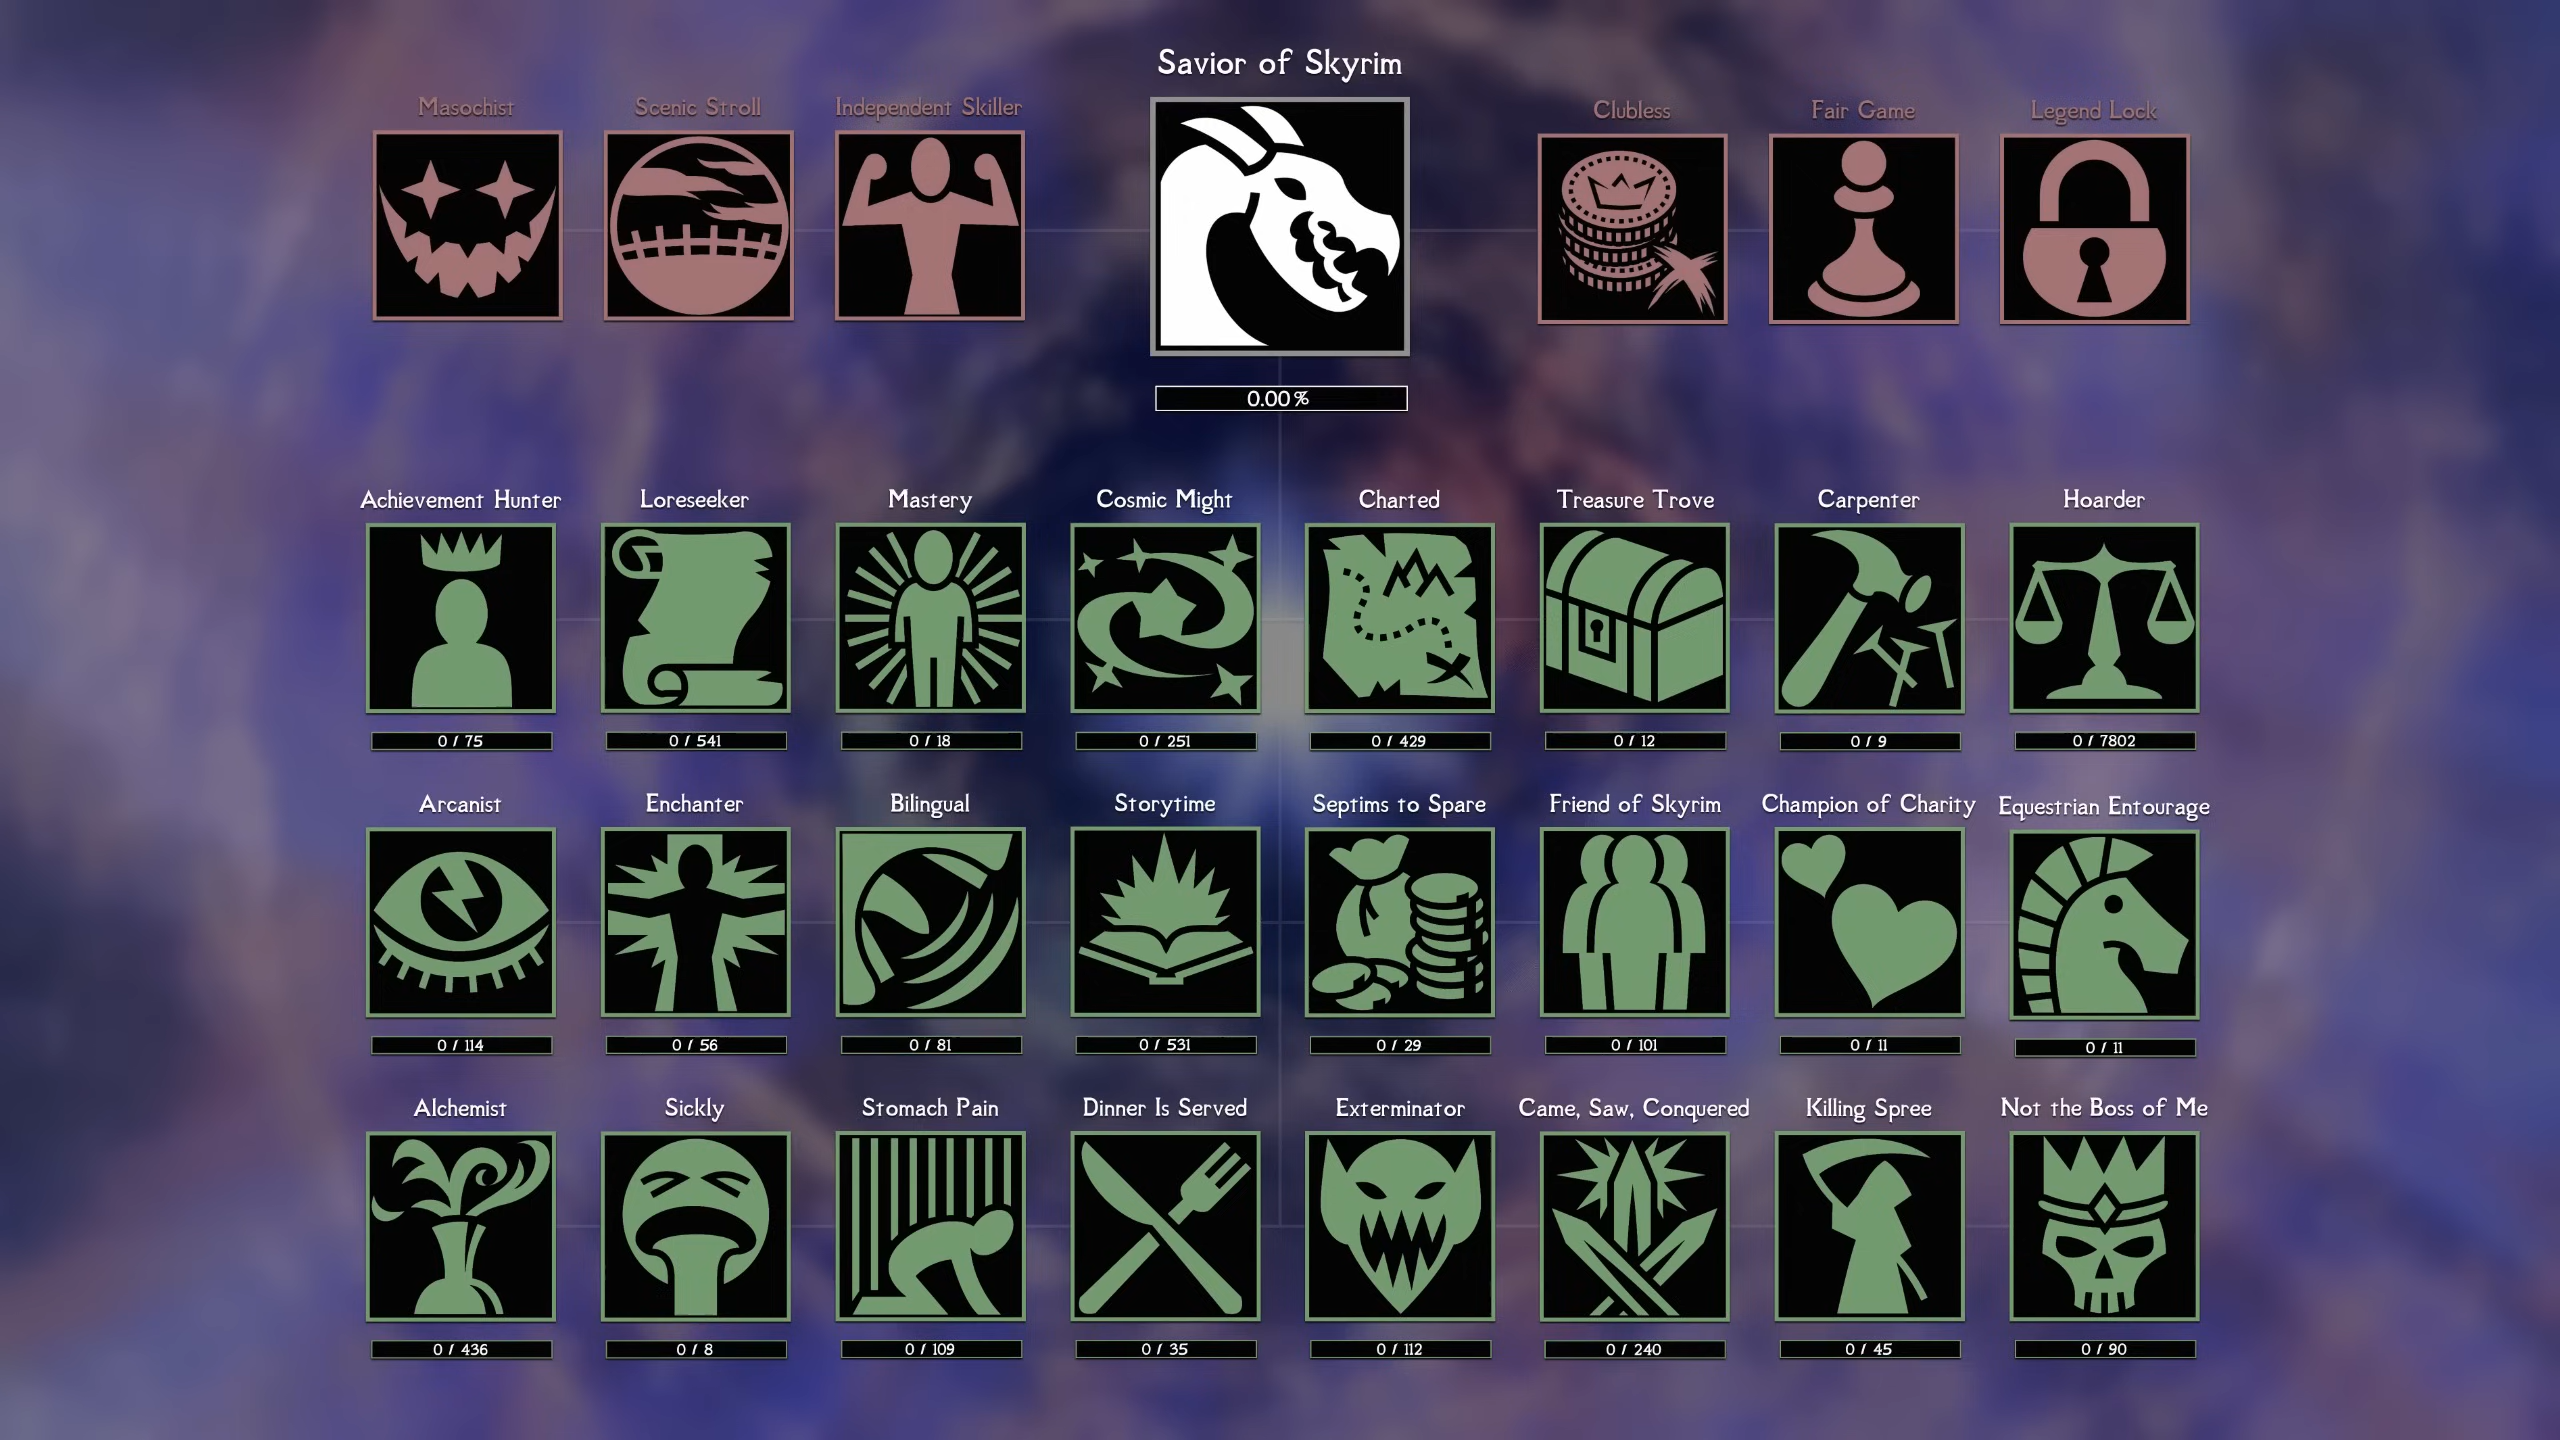 Savior of Skyrim
Masochist
Scenic Stroll
Independent Skiller
Clubless
Fair Game
Legend Lock
0.00%
Achievement Hunter
Loreseeker
Mastery
Cosmic Might
Charted
Treasure Trove
Carpenter
Hoarder
0 / 75
0 / 541
0 / 18
0 / 251
0 / 429
0 / 12
0 / 9
0 / 7802
Arcanist
Enchanter
Bilingual
Storytime
Septims to Spare
Friend of Skyrim
Champion of Charity
Equestrian Entourage
0 / 114
0 / 56
0 / 81
0 / 531
0 / 29
0 / 101
0 / 11
0 / 11
Alchemist
Sickly
Stomach Pain
Dinner Is Served
Exterminator
Came, Saw, Conquered
Killing Spree
Not the Boss of Me
0 / 436
0 / 8
0 / 109
0 / 35
0 / 112
0 / 240
0 / 45
0 / 90